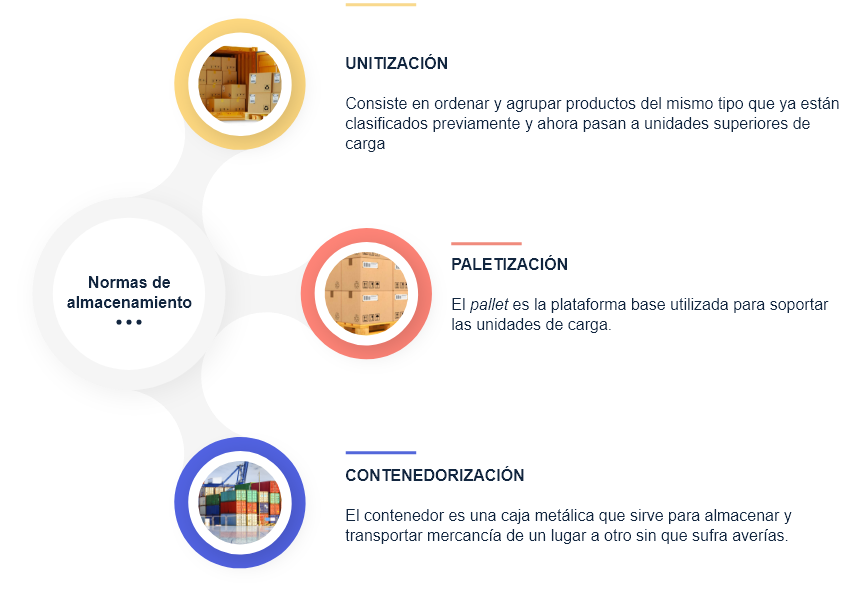 UNITIZACIÓN
Consiste en ordenar y agrupar productos del mismo tipo que ya están
clasificados previamente y ahora pasan a unidades superiores de
carga
Normas de
almacenamiento
PALETIZACIÓN
El pallet es la plataforma base utilizada para soportar
las unidades de carga.
CONTENEDORIZACIÓN
El contenedor es una caja metálica que sirve para almacenar y
transportar mercancía de un lugar a otro sin que sufra averías.